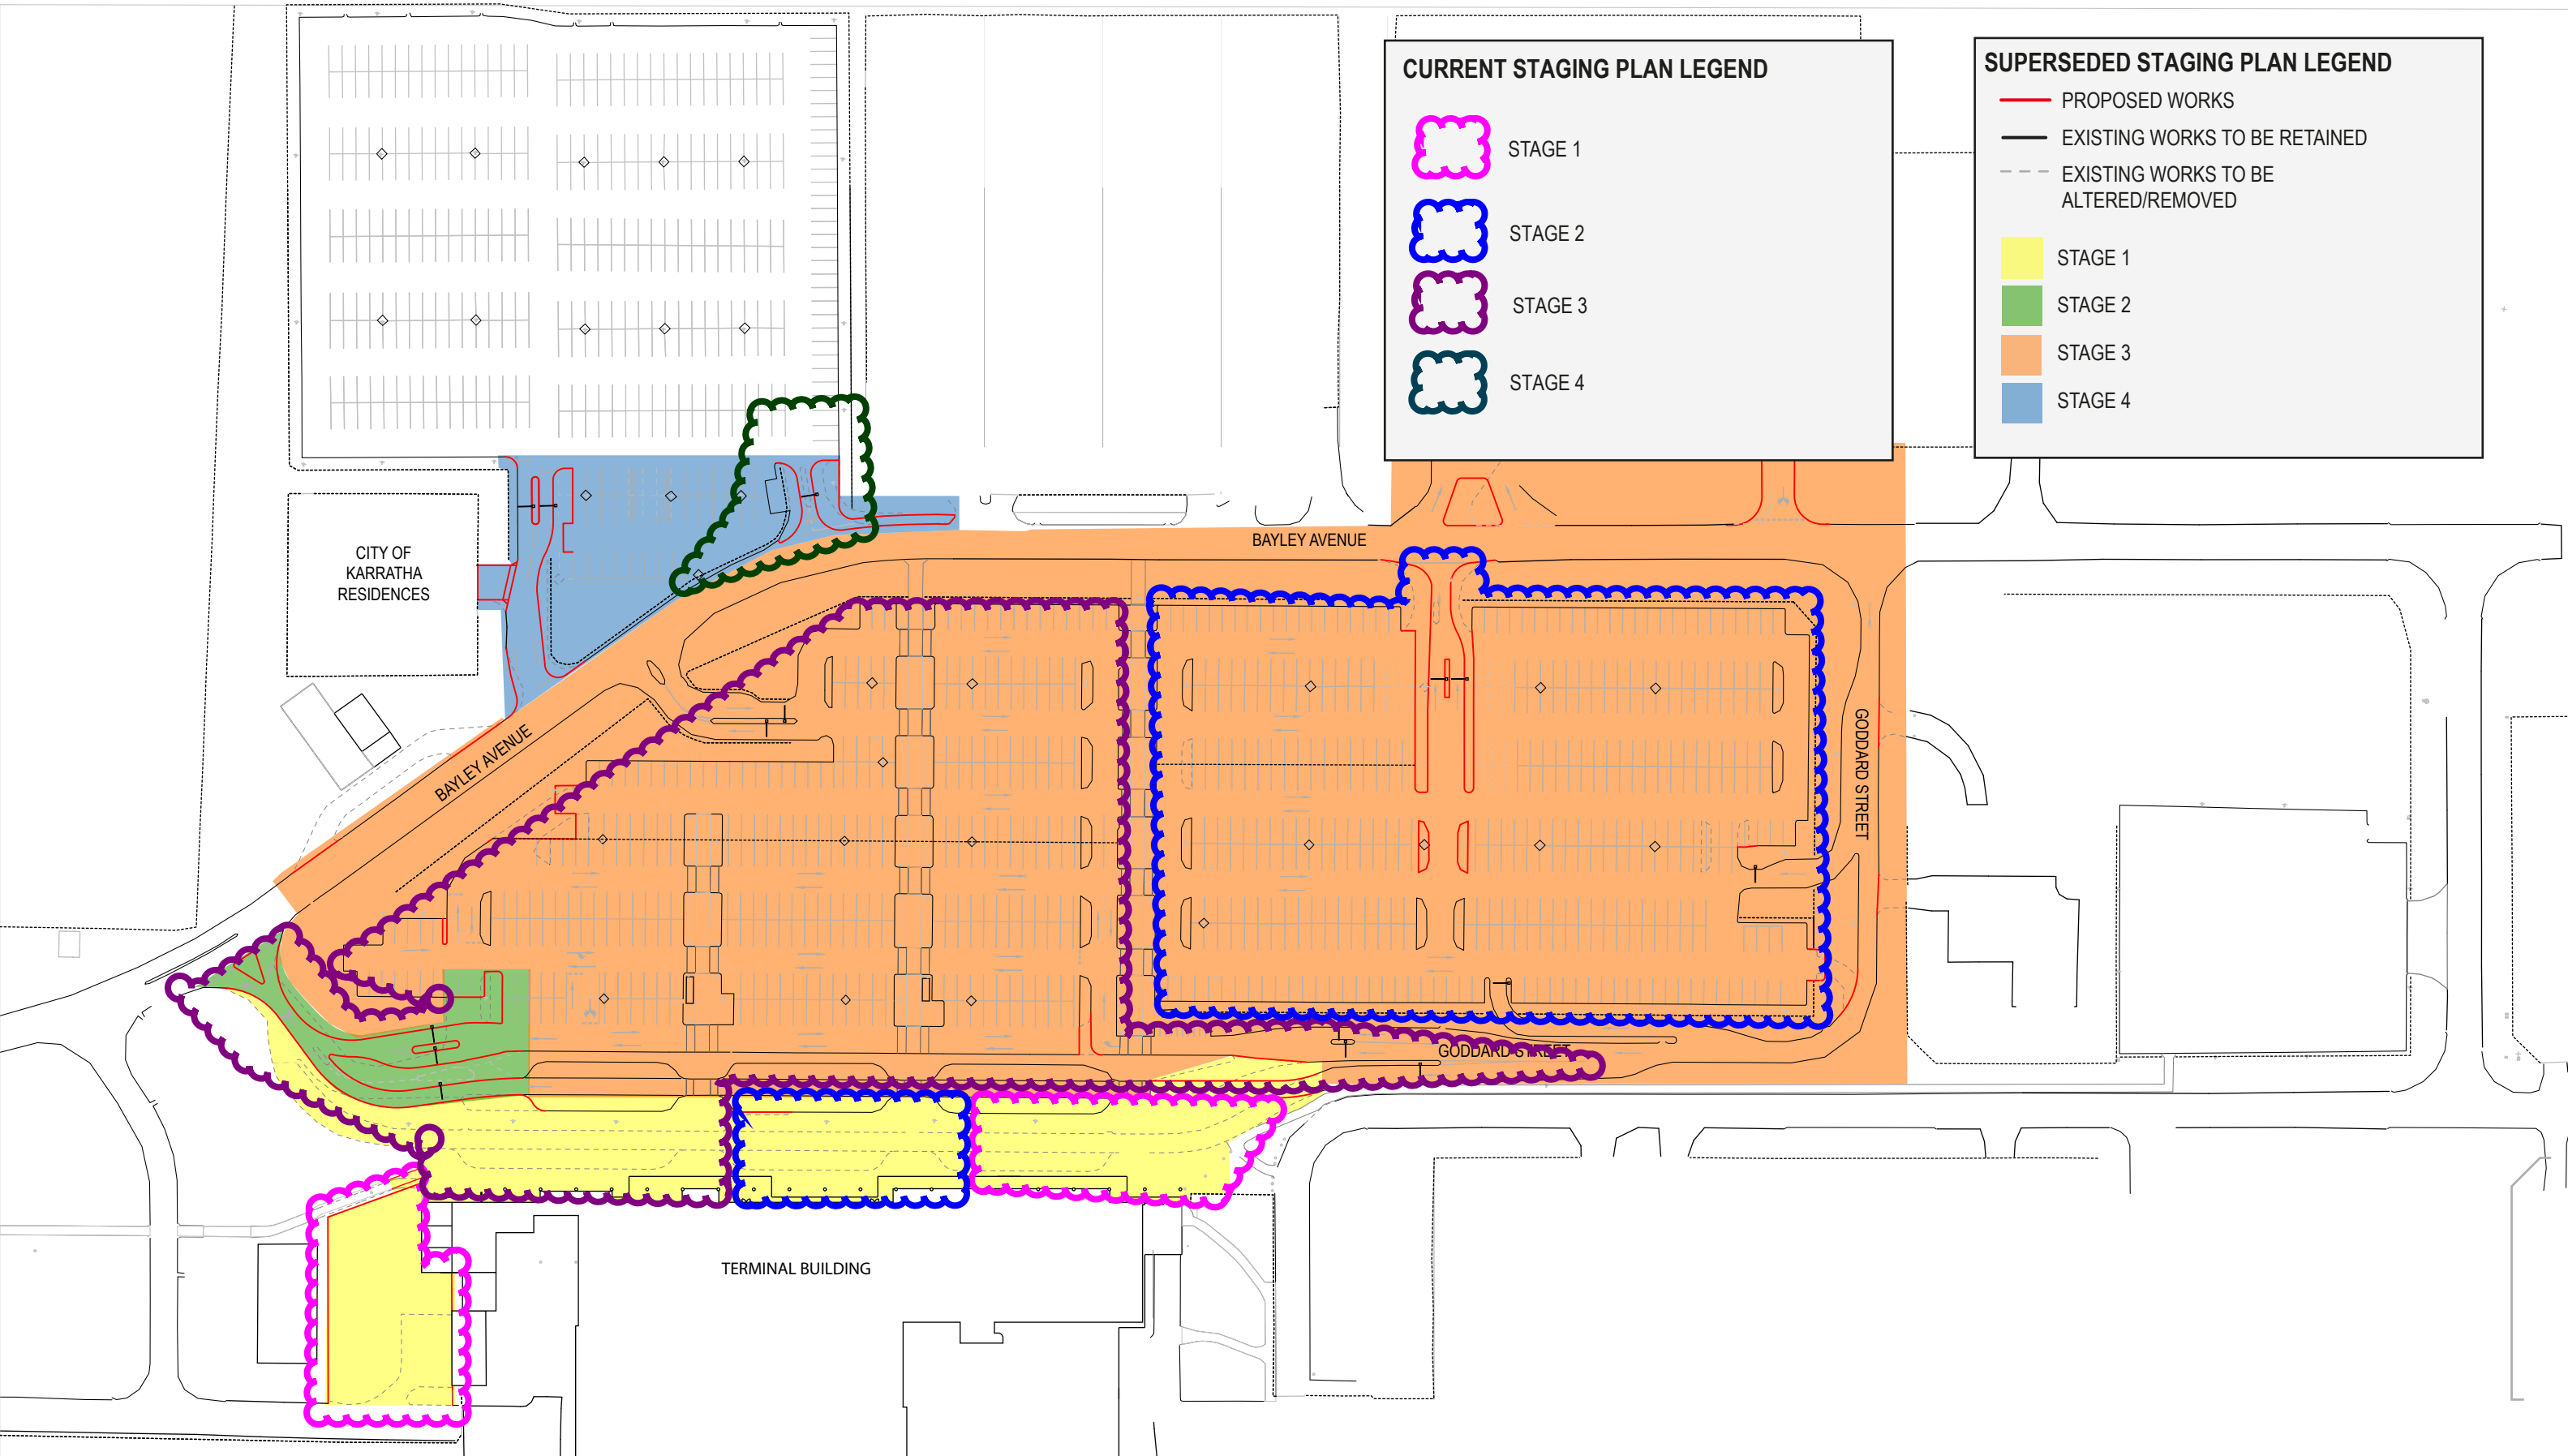 CURRENT STAGING PLAN LEGEND
STAGE 1
STAGE 2
STAGE 3
STAGE 4
SUPERSEDED STAGING PLAN LEGEND
PROPOSED WORKS
EXISTING WORKS TO BE RETAINED
EXISTING WORKS TO BE
ALTERED/REMOVED
STAGE 1
STAGE 2
STAGE 3
STAGE 4
CITY OF
KARRATHA
RESIDENCES
BAYLEY AVENUE
BAYLEY AVENUE
GODDARD STREET
GODDARD STREET
TERMINAL BUILDING